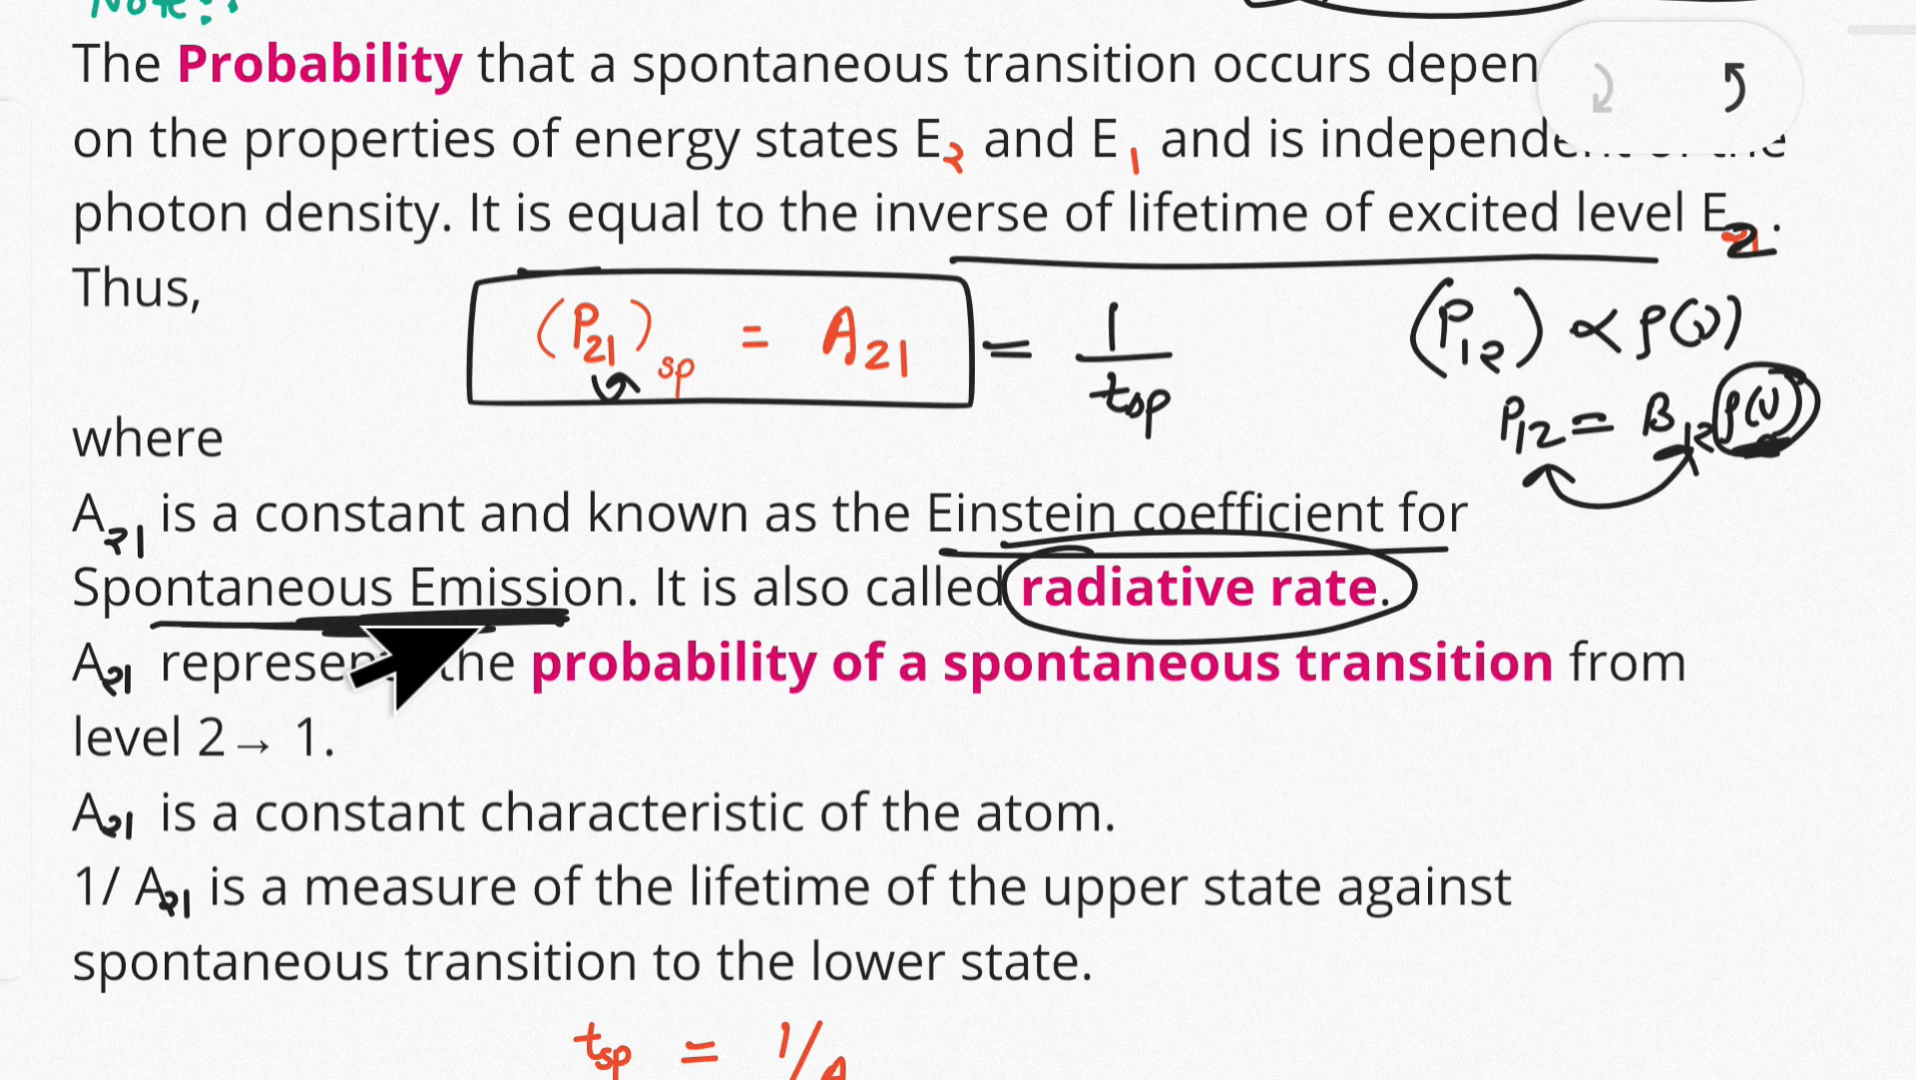 Note:
The Probability that a spontaneous transition occurs depen
on the properties of energy states E₂ and E₁ and is independent of the
photon density. It is equal to the inverse of lifetime of excited level E₂.
Thus,
(P₂₁)sp = A₂₁ = 1/tsp
(P₁₂) ∝ ρ(ν)
P₁₂ = B₁₂ ρ(ν)
where
A₂₁ is a constant and known as the Einstein coefficient for
Spontaneous Emission. It is also called radiative rate.
A₂₁ represents the probability of a spontaneous transition from
level 2→ 1.
A₂₁ is a constant characteristic of the atom.
1/ A₂₁ is a measure of the lifetime of the upper state against
spontaneous transition to the lower state.
tsp = 1/A